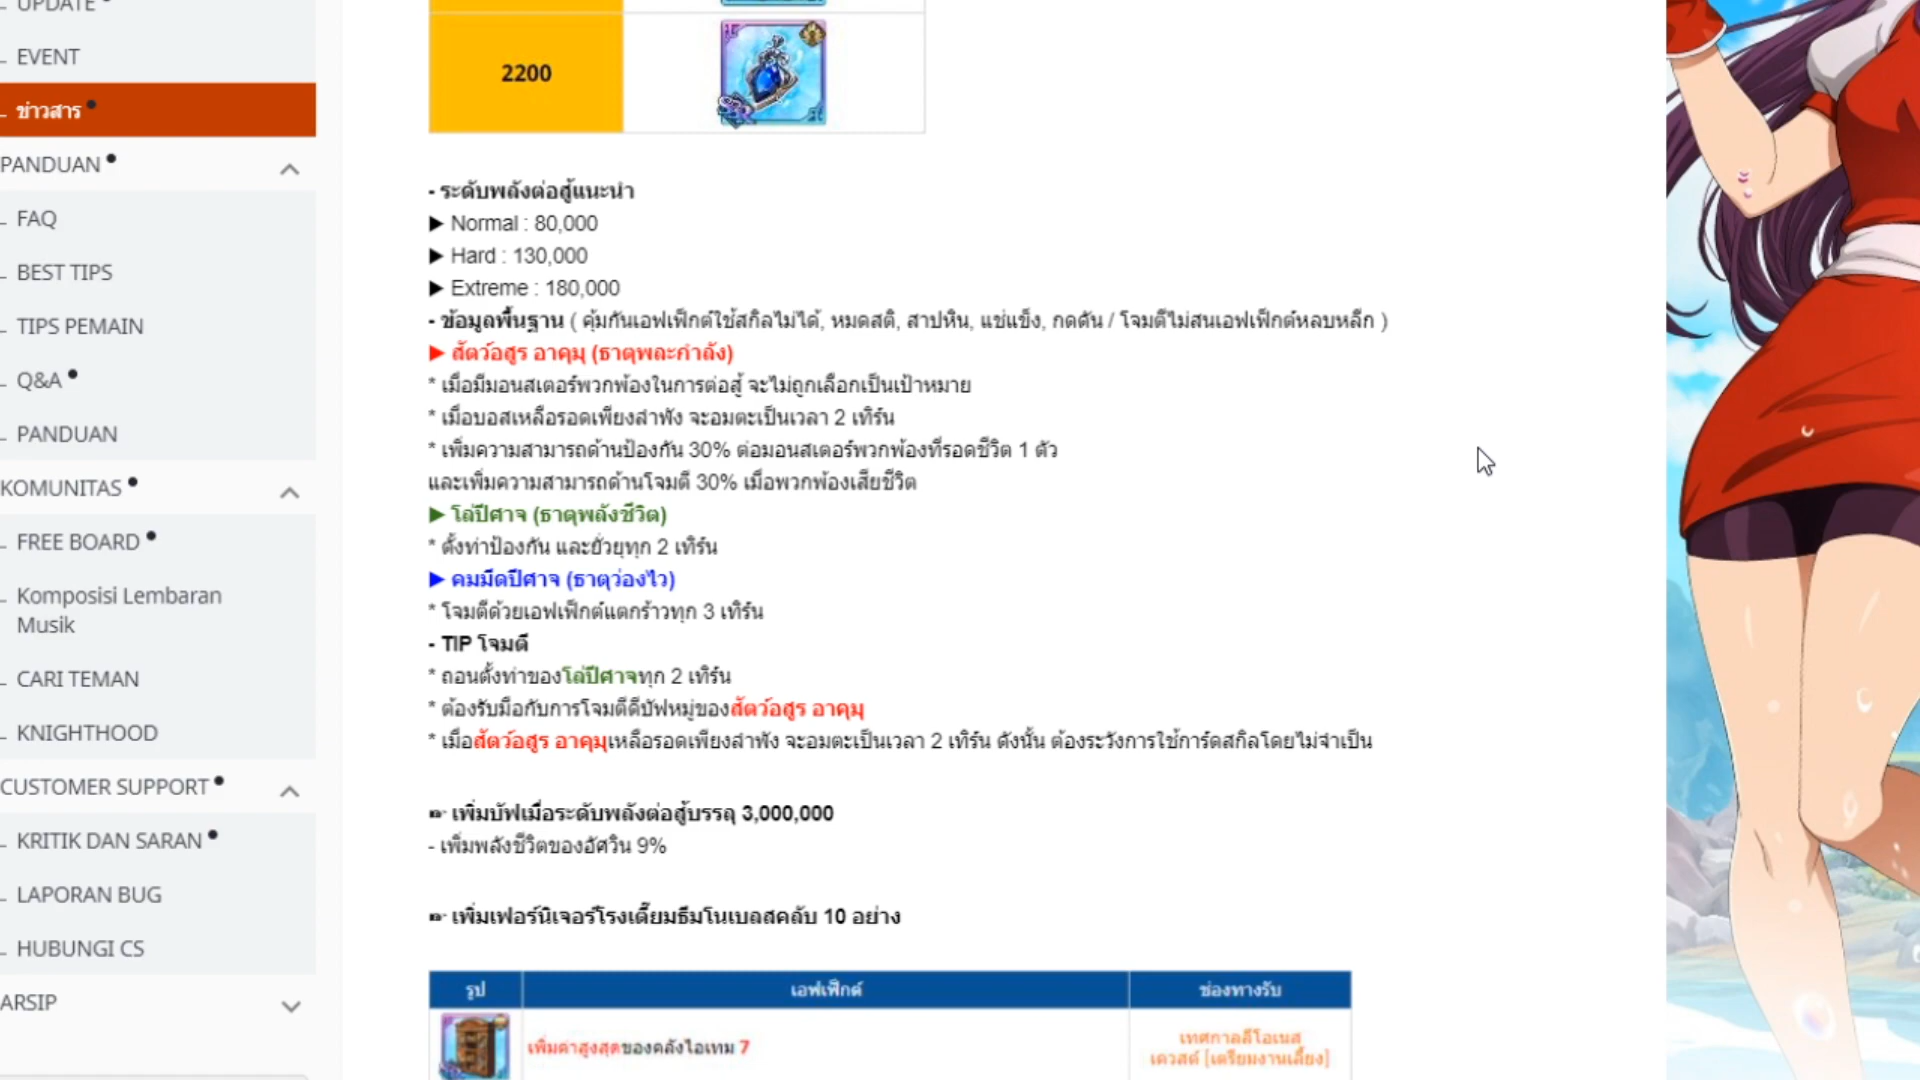 UPDATE
EVENT
ข่าวสาร
PANDUAN
FAQ
BEST TIPS
TIPS PEMAIN
Q&A
PANDUAN
KOMUNITAS
FREE BOARD
Komposisi Lembaran
Musik
CARI TEMAN
KNIGHTHOOD
CUSTOMER SUPPORT
KRITIK DAN SARAN
LAPORAN BUG
HUBUNGI CS
ARSIP
2200
- ระดับพลังต่อสู้แนะนำ
▶ Normal : 80,000
▶ Hard : 130,000
▶ Extreme : 180,000
- ข้อมูลพื้นฐาน ( คุ้มกันเอฟเฟ็กต์ใช้สกิลไม่ได้, หมดสติ, สาปหิน, แช่แข็ง, กดดัน / โจมตีไม่สนเอฟเฟ็กต์หลบหลีก )
▶ สัตว์อสูร อาคุมุ (ธาตุพละกำลัง)
* เมื่อมีมอนสเตอร์พวกพ้องในการต่อสู้ จะไม่ถูกเลือกเป็นเป้าหมาย
* เมื่อบอสเหลือรอดเพียงลำพัง จะอมตะเป็นเวลา 2 เทิร์น
* เพิ่มความสามารถด้านป้องกัน 30% ต่อมอนสเตอร์พวกพ้องที่รอดชีวิต 1 ตัว
และเพิ่มความสามารถด้านโจมตี 30% เมื่อพวกพ้องเสียชีวิต
▶ โล่ปีศาจ (ธาตุพลังชีวิต)
* ตั้งท่าป้องกัน และยั่วยุทุก 2 เทิร์น
▶ คมมีดปีศาจ (ธาตุว่องไว)
* โจมตีด้วยเอฟเฟ็กต์แตกร้าวทุก 3 เทิร์น
- TIP โจมตี
* ถอนตั้งท่าของโล่ปีศาจทุก 2 เทิร์น
* ต้องรับมือกับการโจมตีดีบัฟหมู่ของสัตว์อสูร อาคุมุ
* เมื่อสัตว์อสูร อาคุมุเหลือรอดเพียงลำพัง จะอมตะเป็นเวลา 2 เทิร์น ดังนั้น ต้องระวังการใช้การ์ดสกิลโดยไม่จำเป็น
☛ เพิ่มบัฟเมื่อระดับพลังต่อสู้บรรลุ 3,000,000
- เพิ่มพลังชีวิตของอัศวิน 9%
☛ เพิ่มเฟอร์นิเจอร์โรงเตี๊ยมธีมโนเบลสคลับ 10 อย่าง
รูป เอฟเฟ็กต์ ช่องทางรับ
เพิ่มค่าสูงสุดของคลังไอเทม 7
เทศกาลลีโอเนส
เควสต์ [เตรียมงานเลี้ยง]